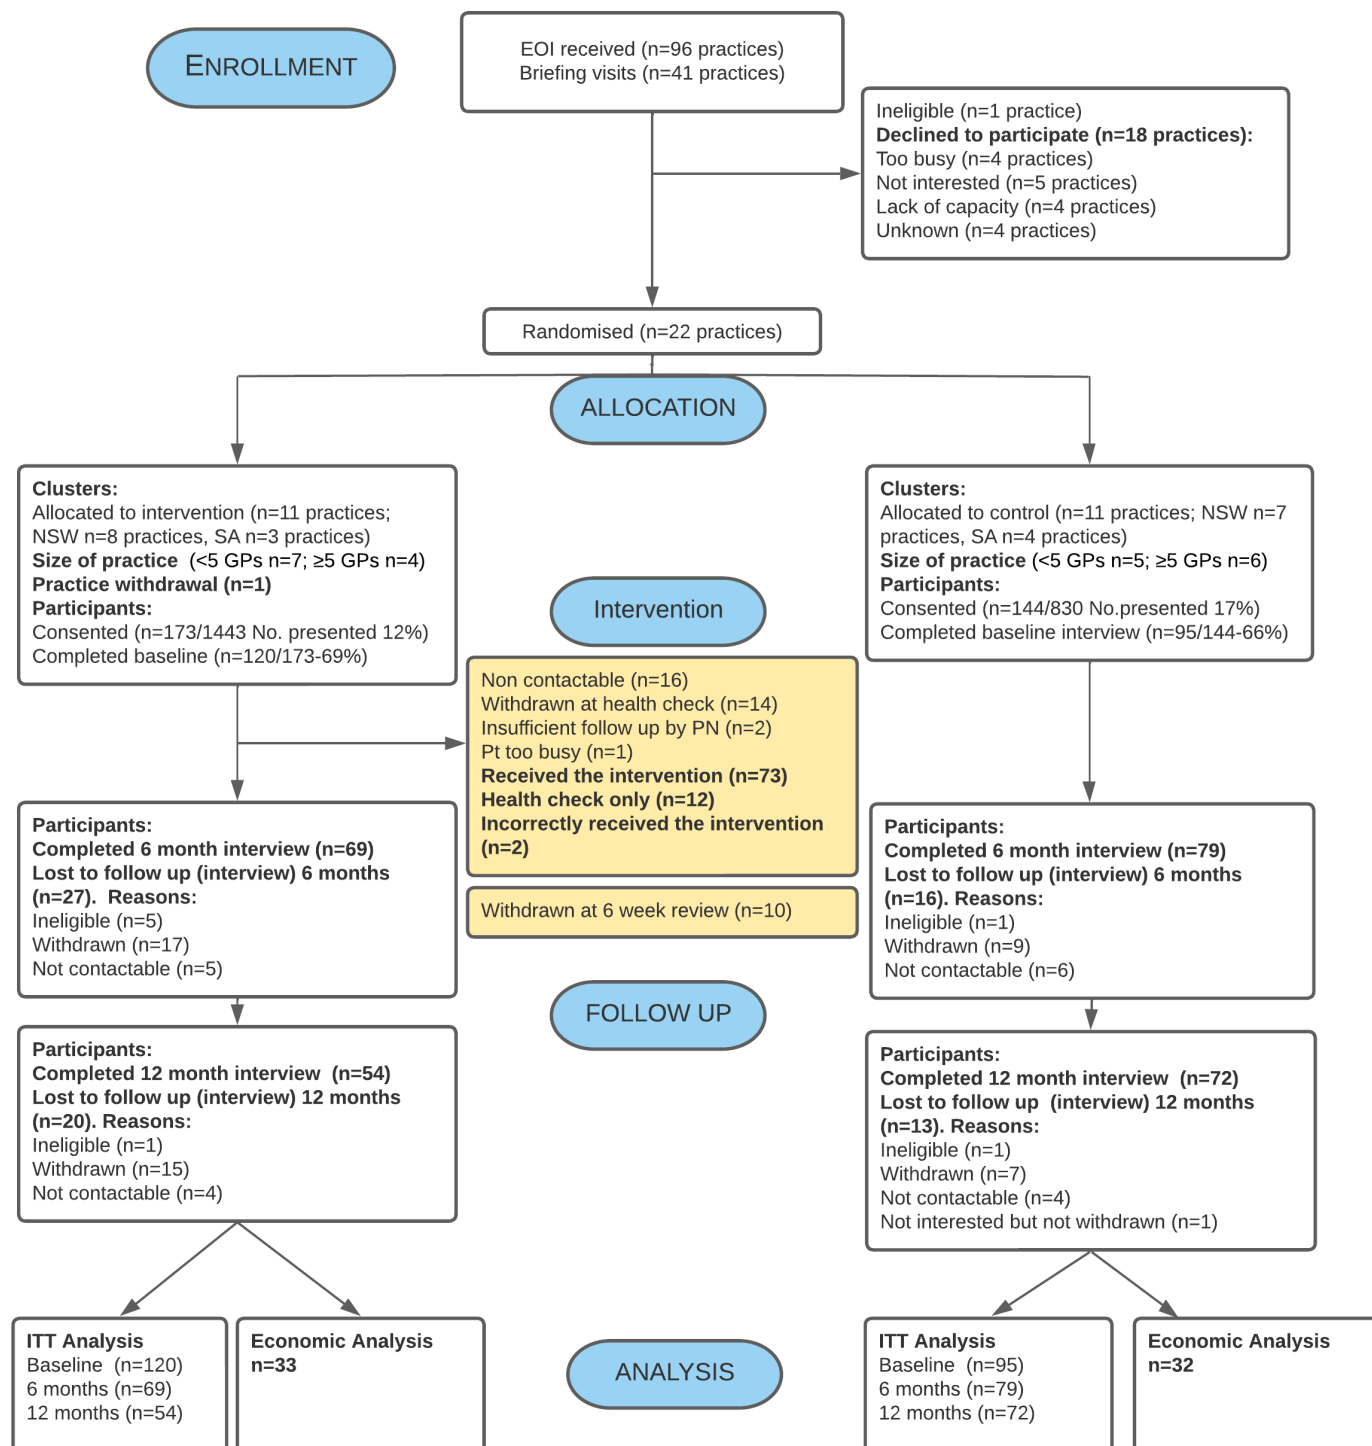 ENROLLMENT
EOI received (n=96 practices)
Briefing visits (n=41 practices)
Ineligible (n=1 practice)
Declined to participate (n=18 practices):
Too busy (n=4 practices)
Not interested (n=5 practices)
Lack of capacity (n=4 practices)
Unknown (n=4 practices)
Randomised (n=22 practices)
ALLOCATION
Clusters:
Allocated to intervention (n=11 practices;
NSW n=8 practices, SA n=3 practices)
Size of practice (<5 GPs n=7; ≥5 GPs n=4)
Practice withdrawal (n=1)
Participants:
Consented (n=173/1443 No. presented 12%)
Completed baseline (n=120/173-69%)
Clusters:
Allocated to control (n=11 practices; NSW n=7
practices, SA n=4 practices)
Size of practice (<5 GPs n=5; ≥5 GPs n=6)
Participants:
Consented (n=144/830 No.presented 17%)
Completed baseline interview (n=95/144-66%)
Intervention
Non contactable (n=16)
Withdrawn at health check (n=14)
Insufficient follow up by PN (n=2)
Pt too busy (n=1)
Received the intervention (n=73)
Health check only (n=12)
Incorrectly received the intervention
(n=2)
Withdrawn at 6 week review (n=10)
Participants:
Completed 6 month interview (n=69)
Lost to follow up (interview) 6 months
(n=27). Reasons:
Ineligible (n=5)
Withdrawn (n=17)
Not contactable (n=5)
Participants:
Completed 6 month interview (n=79)
Lost to follow up (interview) 6 months
(n=16). Reasons:
Ineligible (n=1)
Withdrawn (n=9)
Not contactable (n=6)
FOLLOW UP
Participants:
Completed 12 month interview (n=54)
Lost to follow up (interview) 12 months
(n=20). Reasons:
Ineligible (n=1)
Withdrawn (n=15)
Not contactable (n=4)
Participants:
Completed 12 month interview (n=72)
Lost to follow up (interview) 12 months
(n=13). Reasons:
Ineligible (n=1)
Withdrawn (n=7)
Not contactable (n=4)
Not interested but not withdrawn (n=1)
ITT Analysis
Baseline (n=120)
6 months (n=69)
12 months (n=54)
Economic Analysis
n=33
ANALYSIS
ITT Analysis
Baseline (n=95)
6 months (n=79)
12 months (n=72)
Economic Analysis
n=32